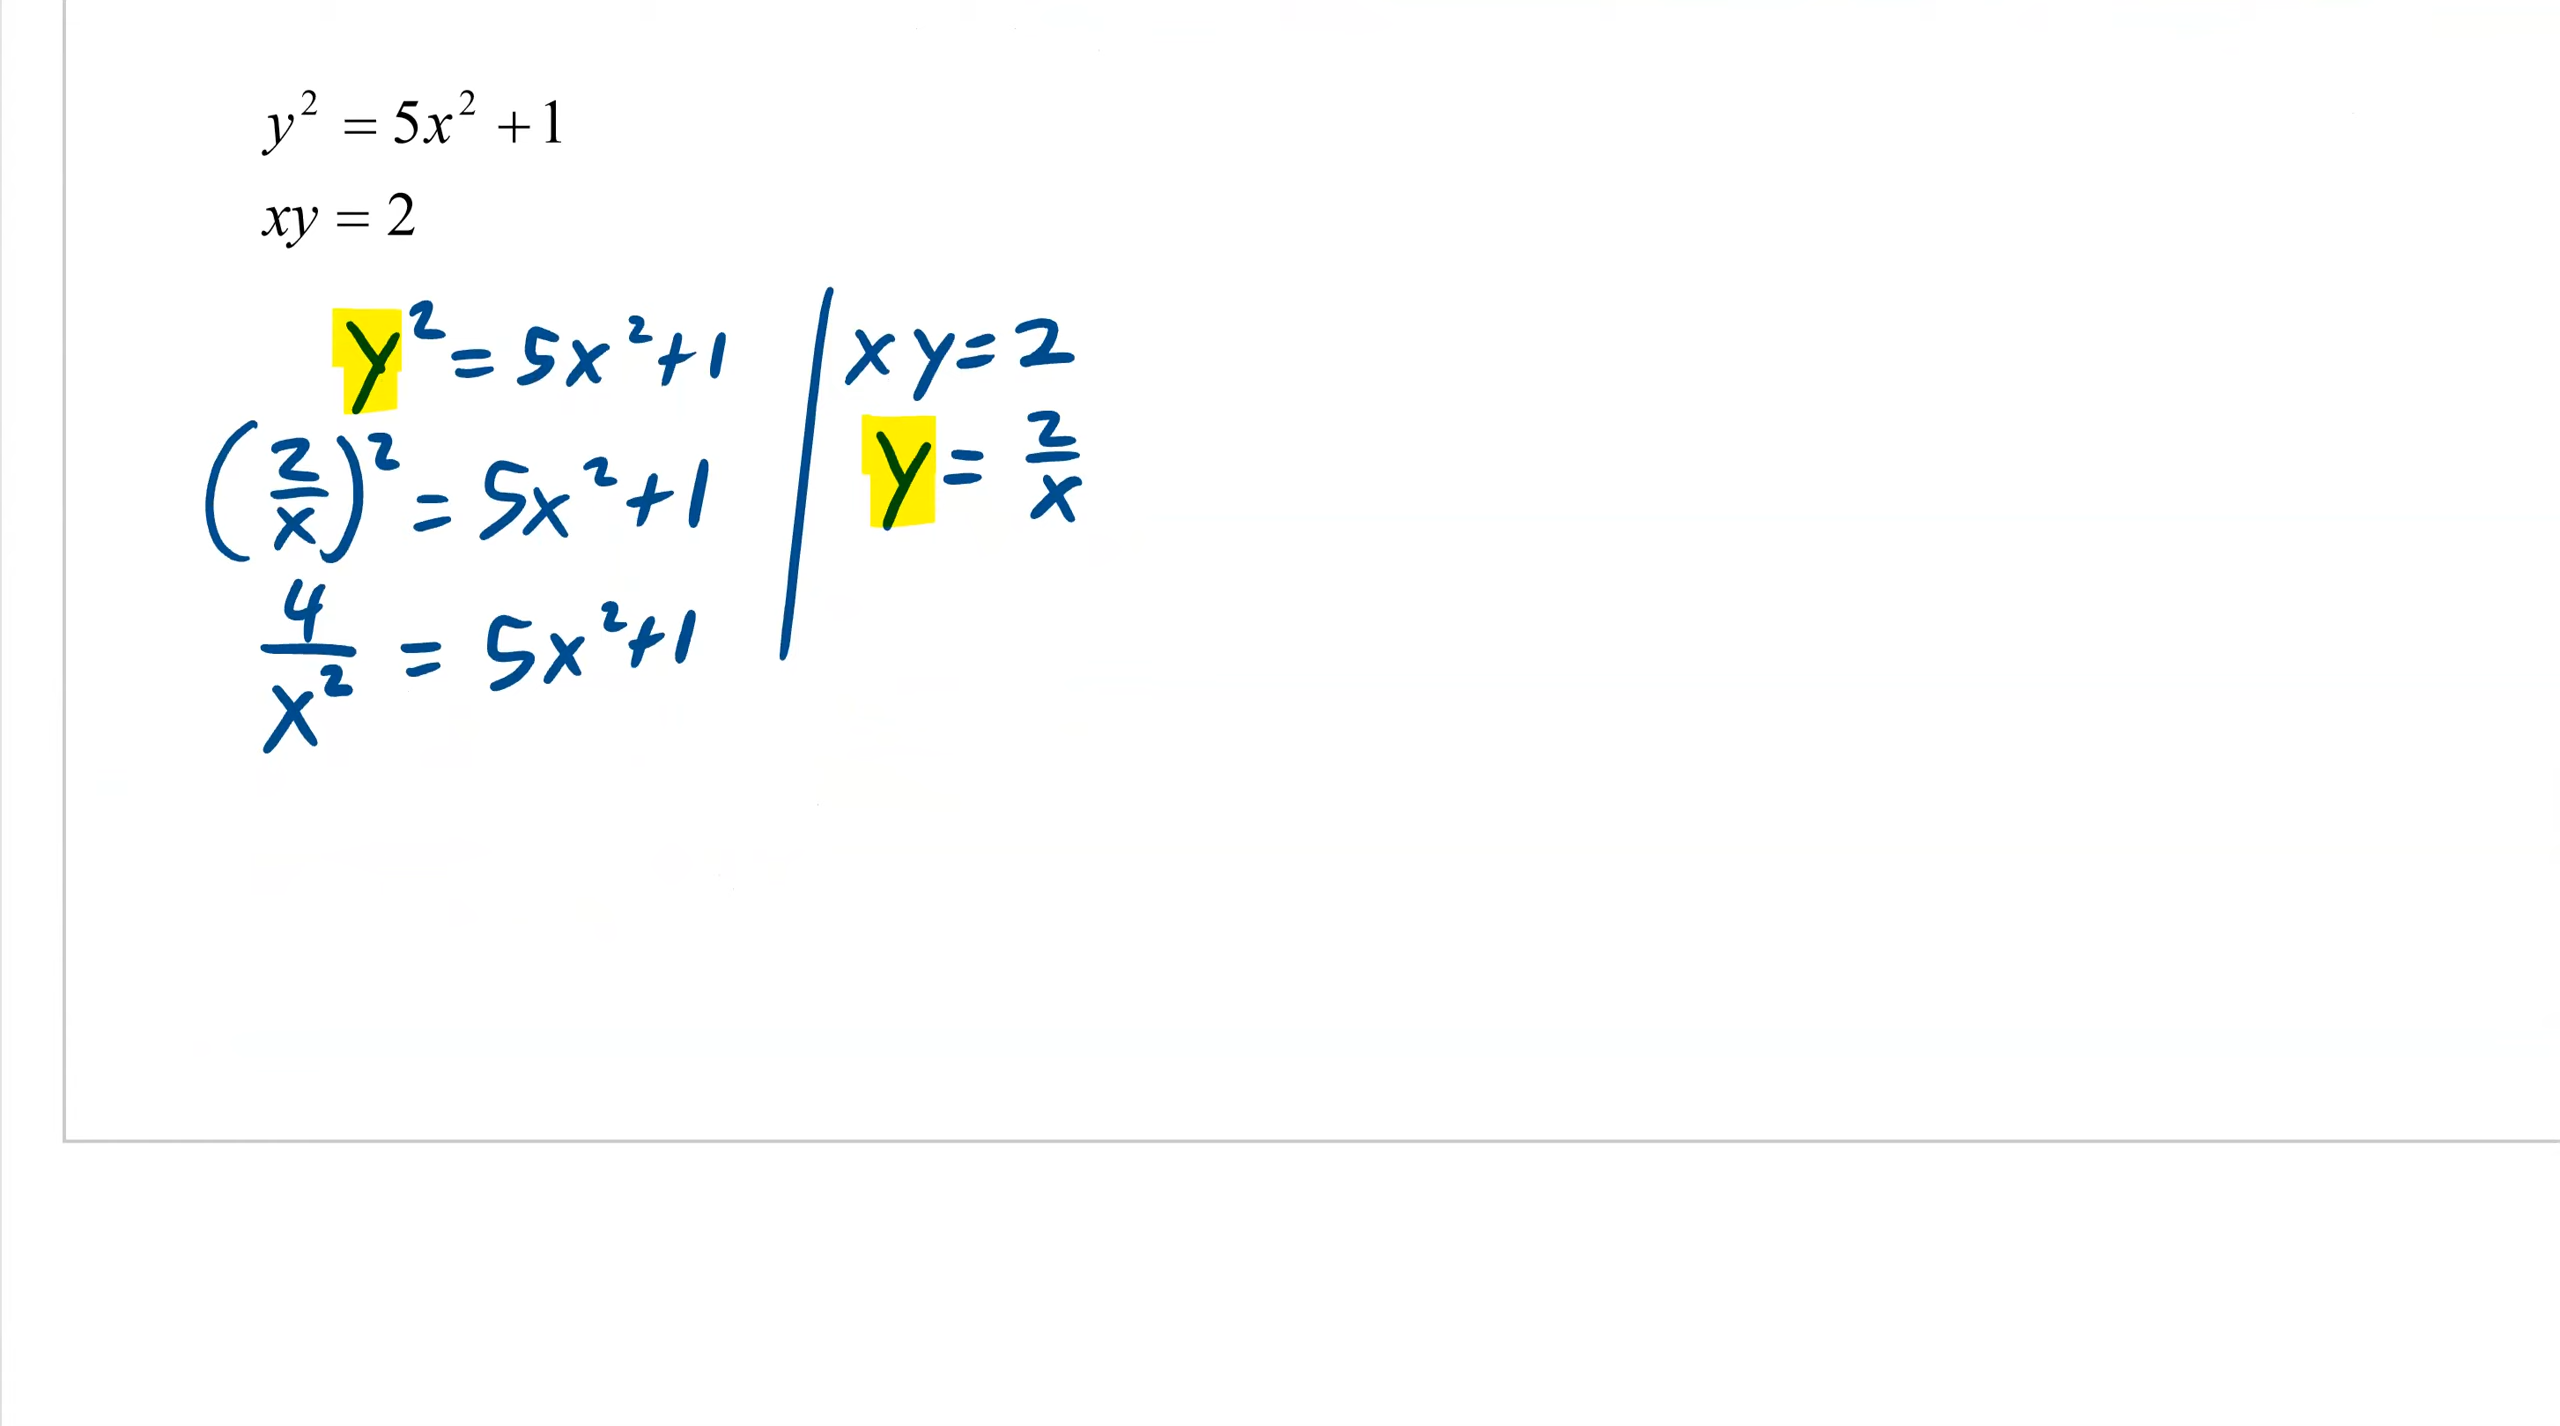 y² = 5x² + 1
xy = 2
y² = 5x² + 1
(2/x)² = 5x² + 1
4/x² = 5x² + 1
xy = 2
y = 2/x